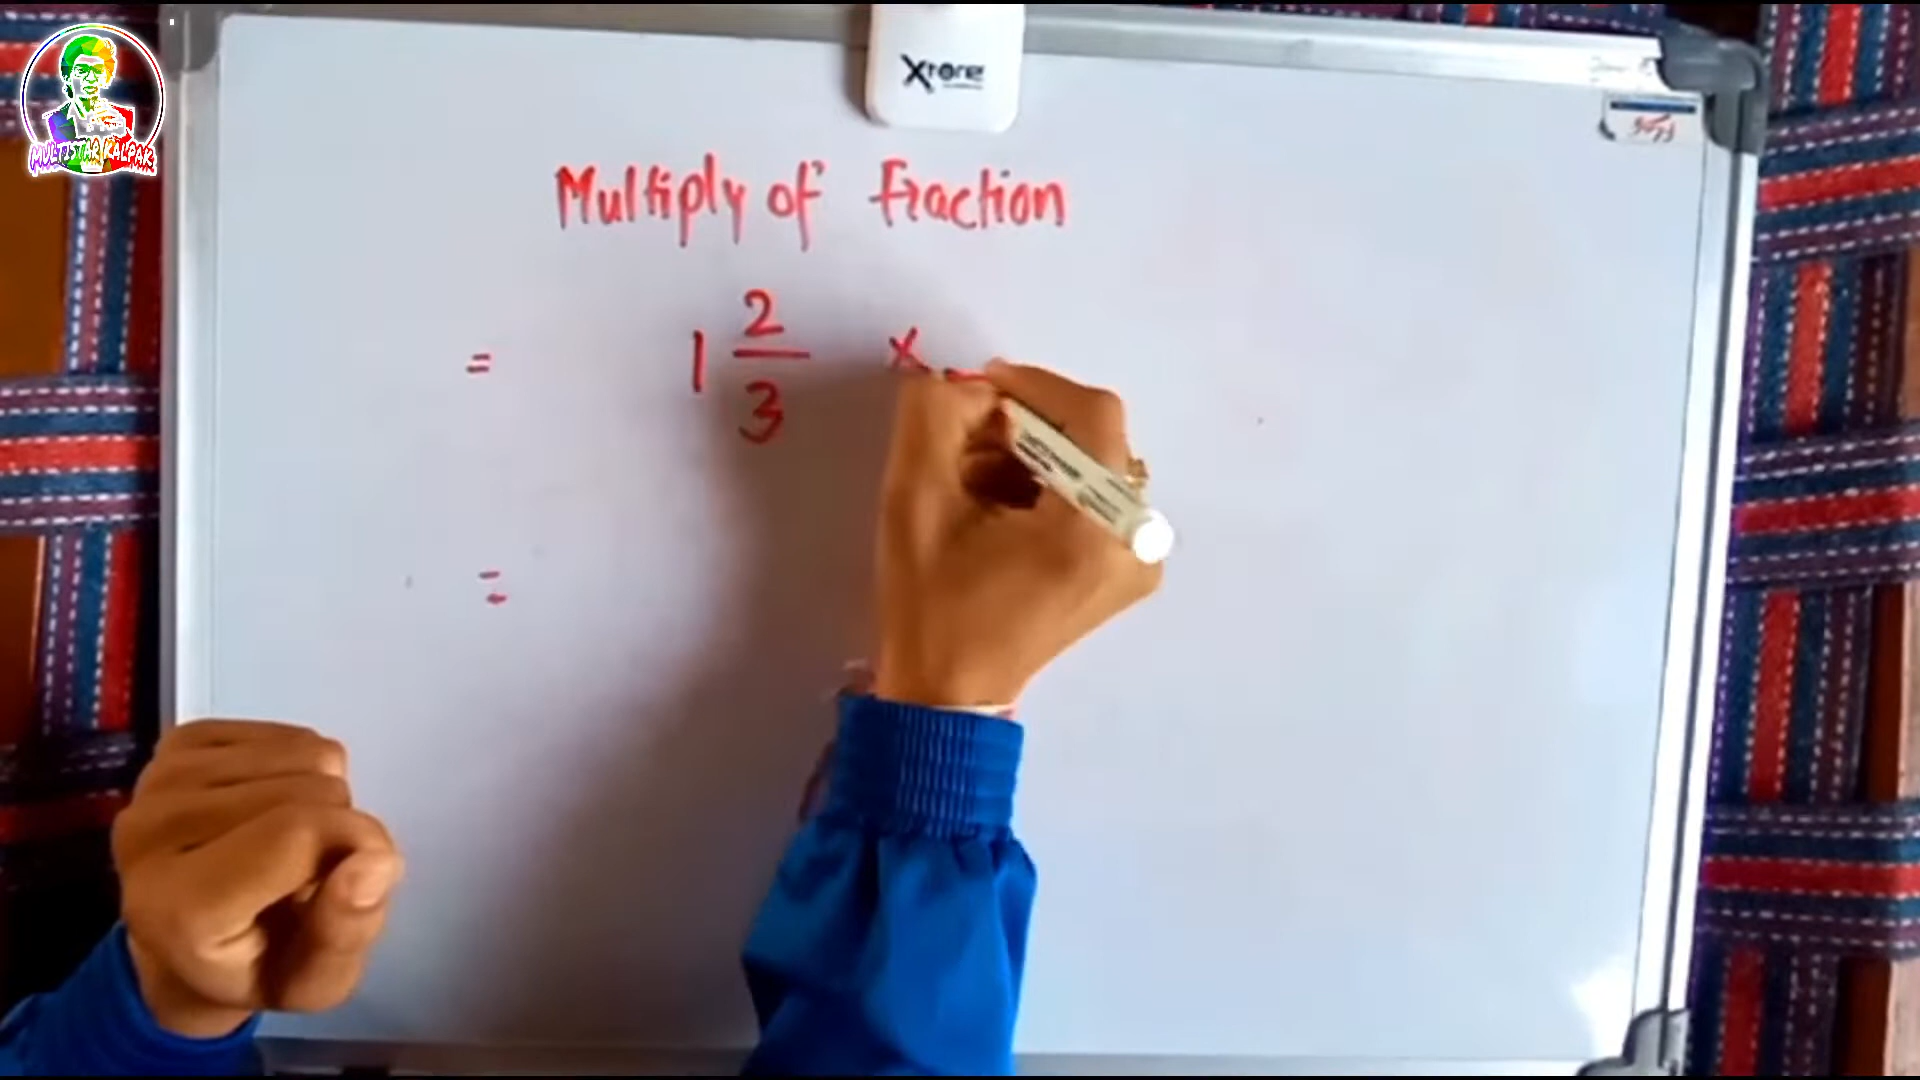 MULTISTAR KALPAK
Xtore
Multiply of fraction
= 1 2/3 ×
=